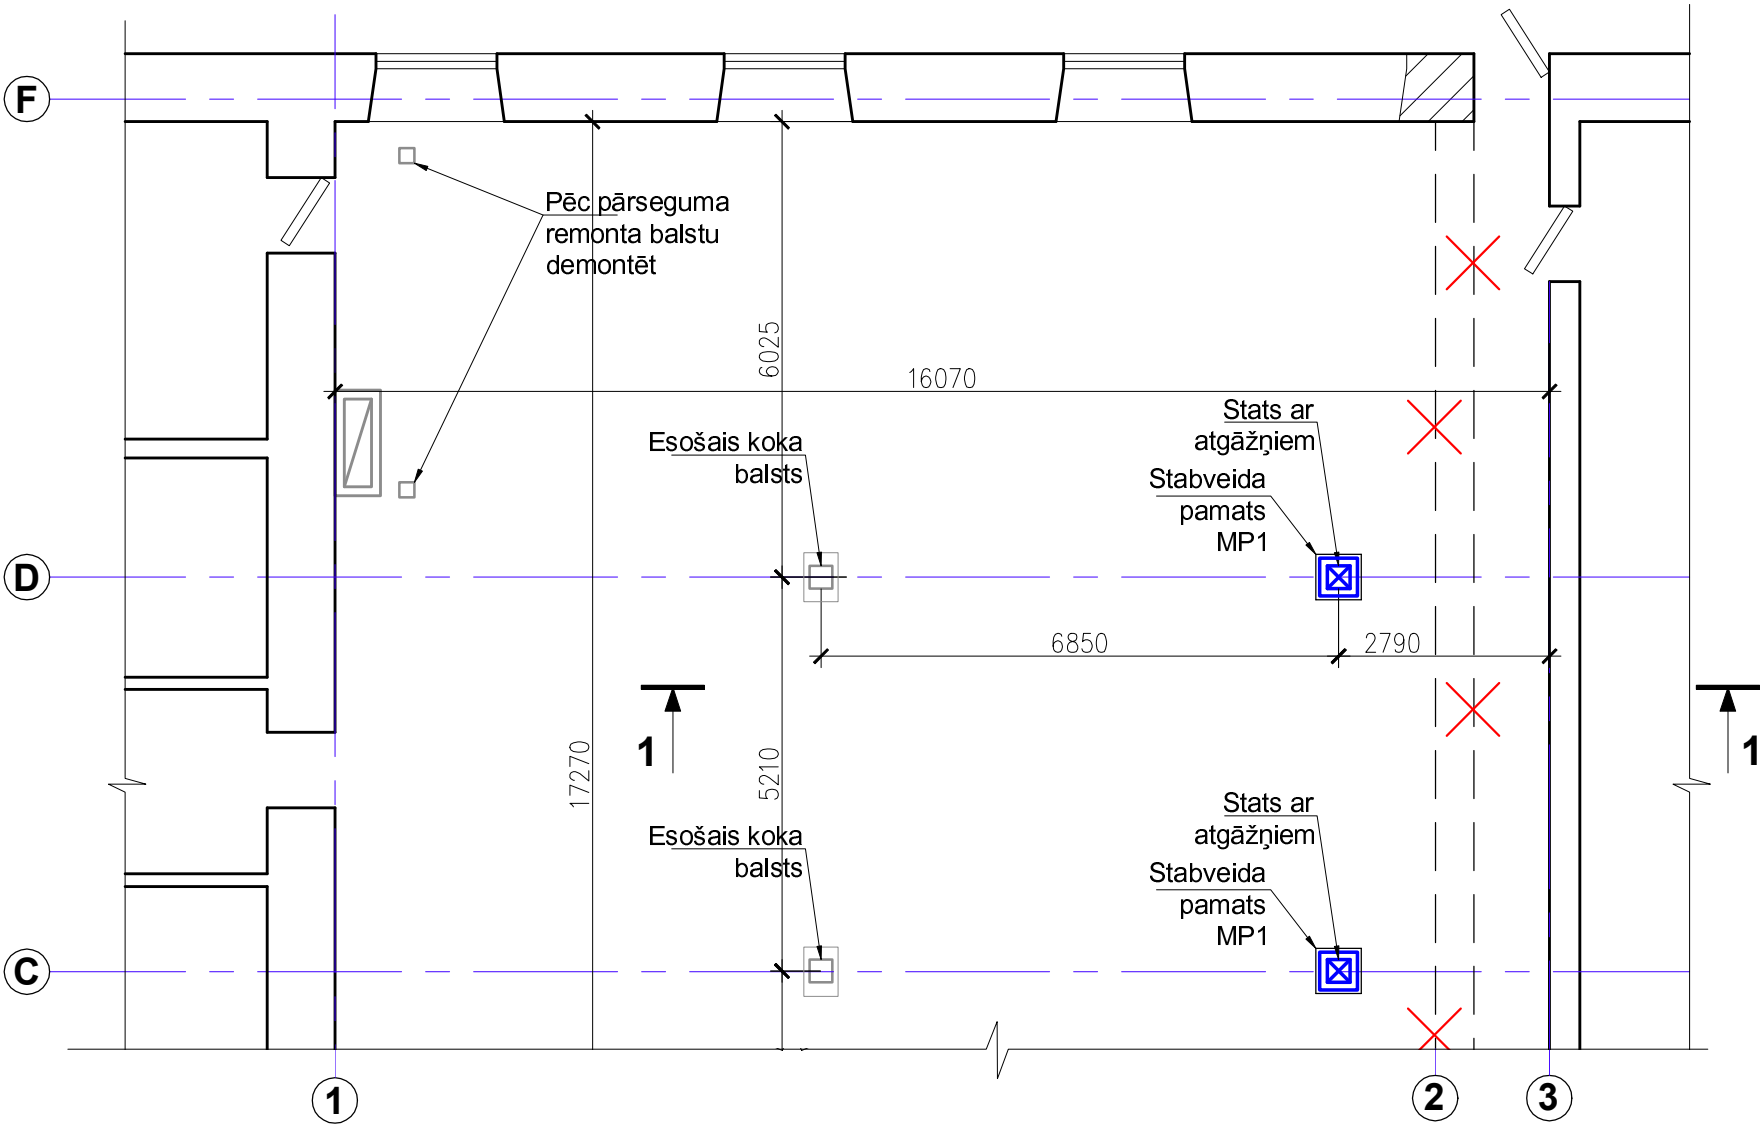 F
Pēc pārseguma
remonta balstu
demontēt
6025
16070
Stats ar
atgāžņiem
Esošais koka
balsts
Stabveida
pamats
MP1
D
6850
2790
1
1
17270
5210
Stats ar
atgāžņiem
Esošais koka
balsts
Stabveida
pamats
MP1
C
1
2
3